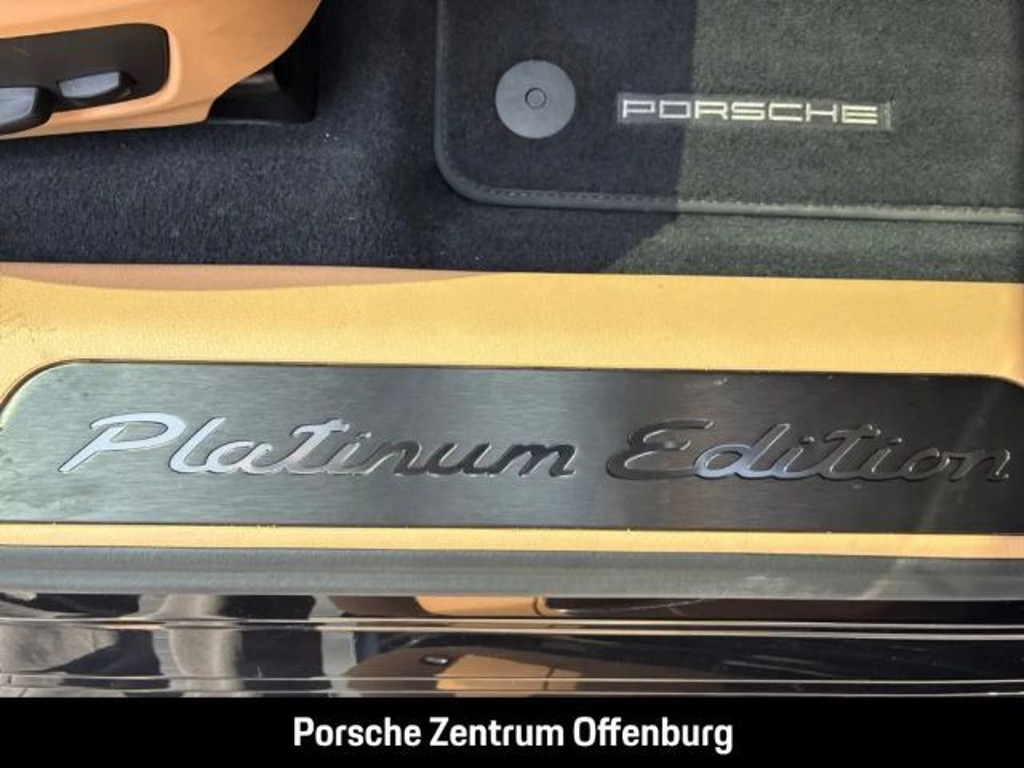 PORSCHE
Platinum Edition
Porsche Zentrum Offenburg